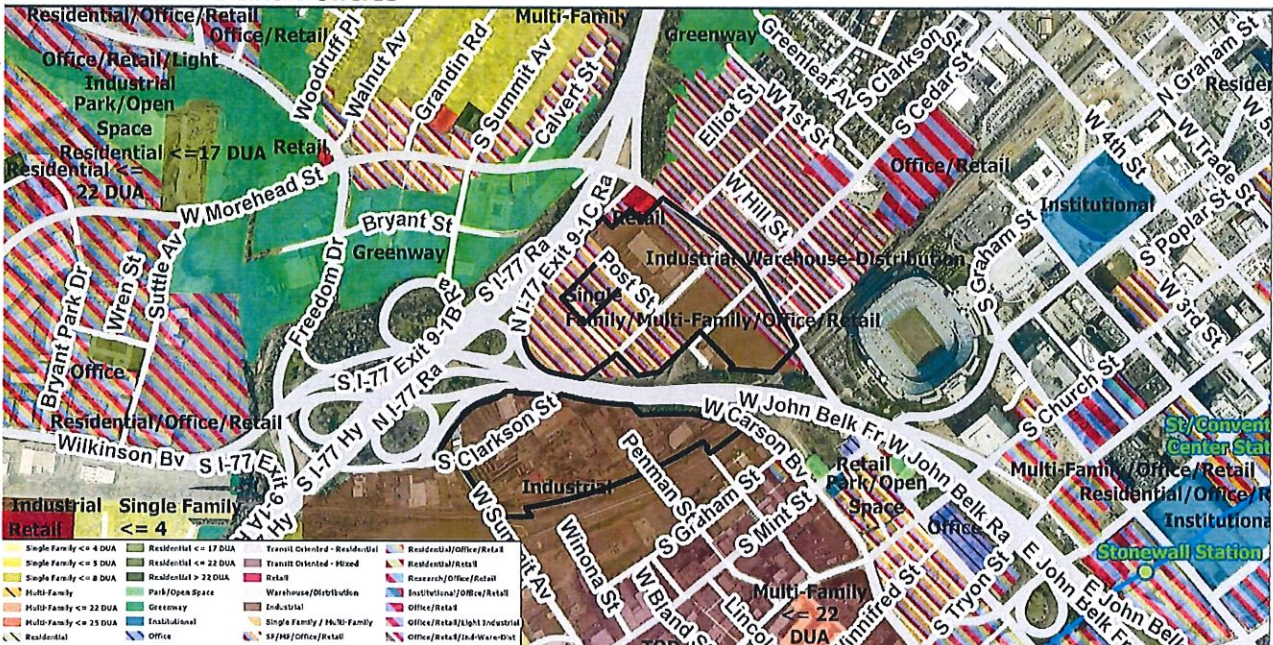 Residential/Office/Retail
Office/Retail
Office/Retail/Light
Industrial
Park/Open
Space
Residential <=17 DUA
Residential <=
22 DUA
Woodruff Pl
Walnut Av
Grandin Rd
S Summit Av
Calvert St
Multi-Family
Retail
W Morehead St
Bryant St
Greenway
Freedom Dr
Suttle Av
Wren St
Bryant Park Dr
Office
Residential/Office/Retail
Wilkinson Bv
S I-77 Exit 9-1B Ra
S I-77 Ra
N I-77 Exit 9-1C Ra
N I-77 Ra
S I-77 Hy
Greenway
Greenleaf Av
S Clarkson St
S Cedar St
Elliot St
W 1st St
W Hill St
Office/Retail
Retail
Industrial-Warehouse-Distribution
Post St
Single
Family/Multi-Family/Office/Retail
N Graham St
W Trade St
W 4th St
Institutional
S Graham St
S Poplar St
W 3rd St
S Church St
St/Convent
Center Stat
Multi-Family/Office/Retail
Residential/Office/R
Institutiona
Stonewall Station
W John Belk Fr
W John Belk Ra
E John Belk
E John Belk Fr
W Carson Bv
Retail
Park/Open
Space
Office
S Clarkson St
Industrial
Penman S
S Graham St
S Mint St
W Summit Av
Winona St
W Bland S
Lincol
Multi-Family
<= 22
DUA
Winnifred St
S Tryon St
Industrial
Retail
Single Family
<= 4
Single Family <= 4 DUA
Single Family <= 5 DUA
Single Family <= 8 DUA
Multi-Family
Multi-Family <= 22 DUA
Multi-Family <= 25 DUA
Residential
Residential <= 17 DUA
Residential <= 22 DUA
Residential > 22 DUA
Park/Open Space
Greenway
Institutional
Office
Transit Oriented - Residential
Transit Oriented - Mixed
Retail
Warehouse/Distribution
Industrial
Single Family / Multi-Family
SF/MF/Office/Retail
Residential/Office/Retail
Residential/Retail
Research/Office/Retail
Institutional/Office/Retail
Office/Retail
Office/Retail/Light Industrial
Office/Retail/Ind-Ware-Dist